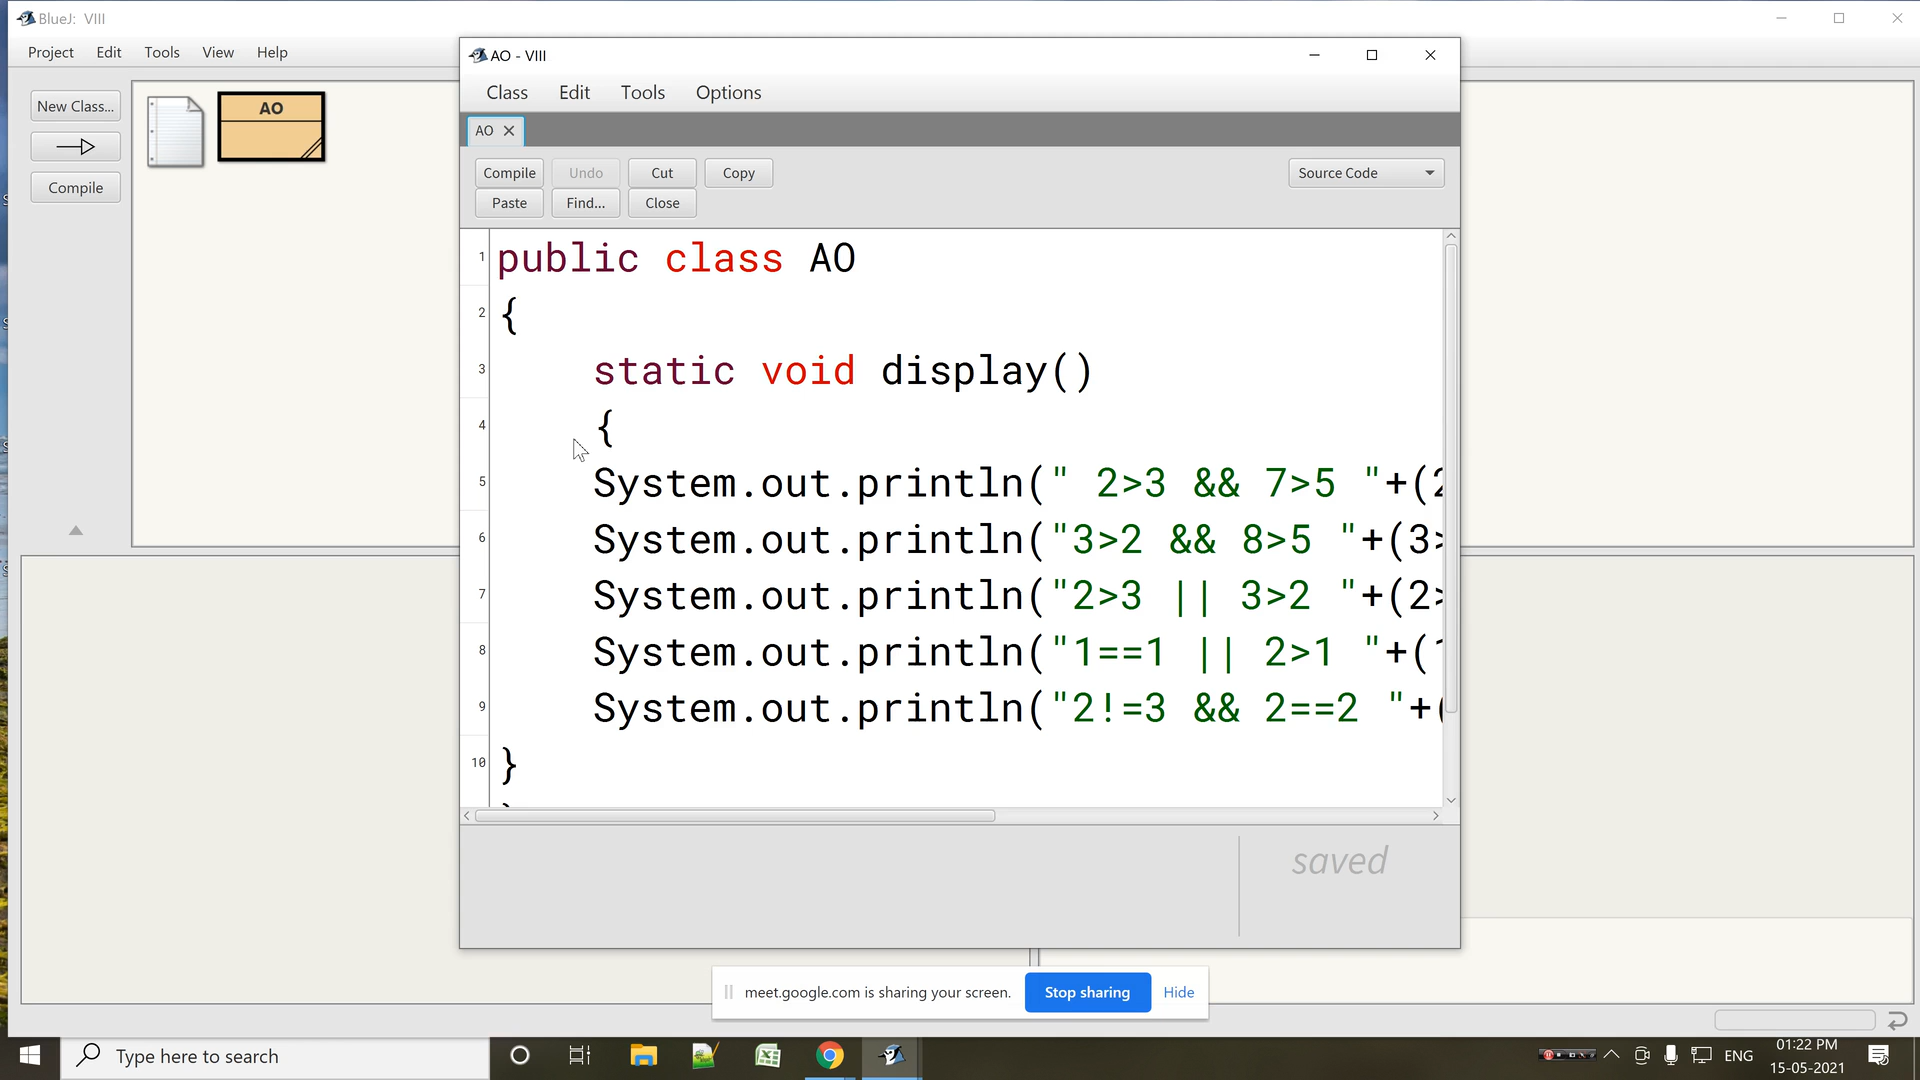 BlueJ: VIII
Project Edit Tools View Help
New Class...
Compile
AO
AO - VIII
Class Edit Tools Options
AO
Compile Undo Cut Copy
Source Code
Paste Find... Close
1 public class AO
2 {
3 static void display()
4 {
5 System.out.println(" 2>3 && 7>5 "+(2
6 System.out.println("3>2 && 8>5 "+(3>
7 System.out.println("2>3 || 3>2 "+(2>
8 System.out.println("1==1 || 2>1 "+(1
9 System.out.println("2!=3 && 2==2 "+(
10 }
saved
meet.google.com is sharing your screen.
Stop sharing
Hide
Type here to search
ENG
01:22 PM
15-05-2021